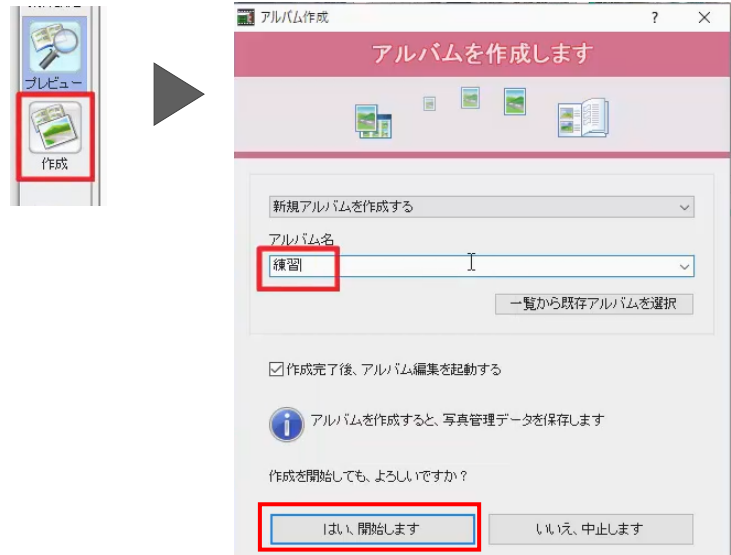 プレビュー
作成
アルバム作成
?
アルバムを作成します
新規アルバムを作成する
アルバム名
練習
一覧から既存アルバムを選択
作成完了後、アルバム編集を起動する
アルバムを作成すると、写真管理データを保存します
作成を開始しても、よろしいですか?
はい、開始します
いいえ、中止します